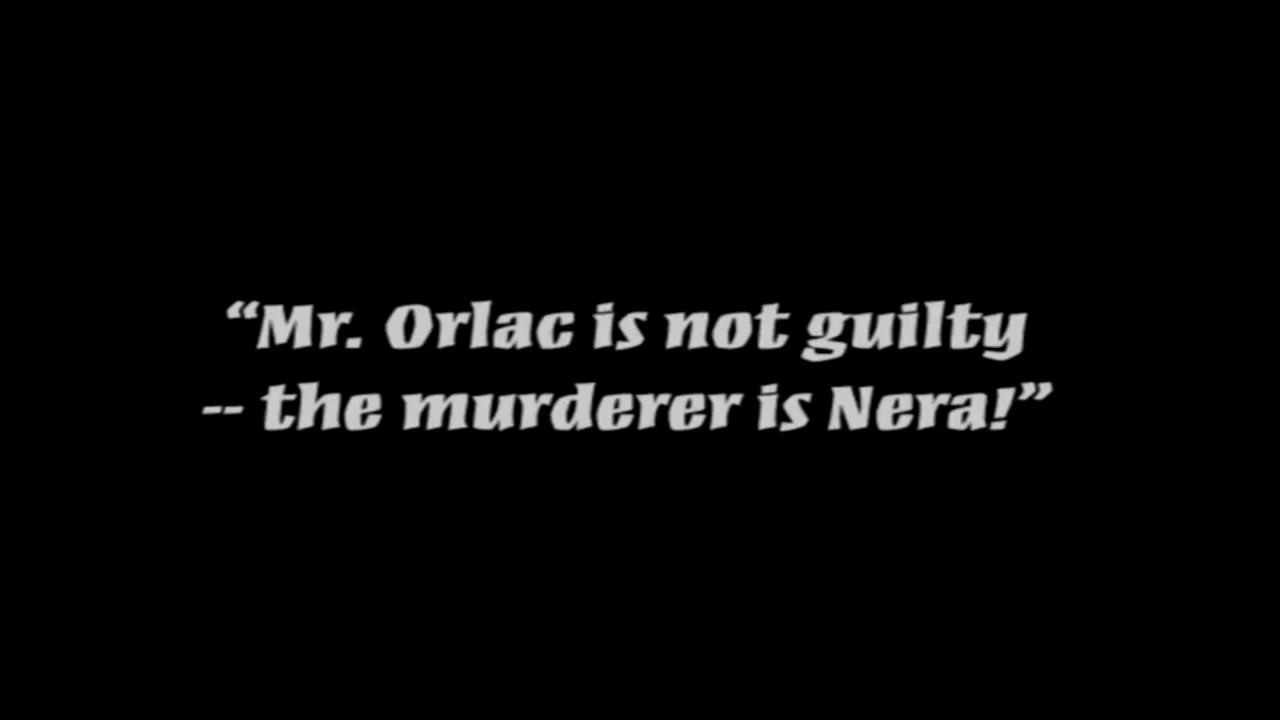 “Mr. Orlac is not guilty
-- the murderer is Nera!”